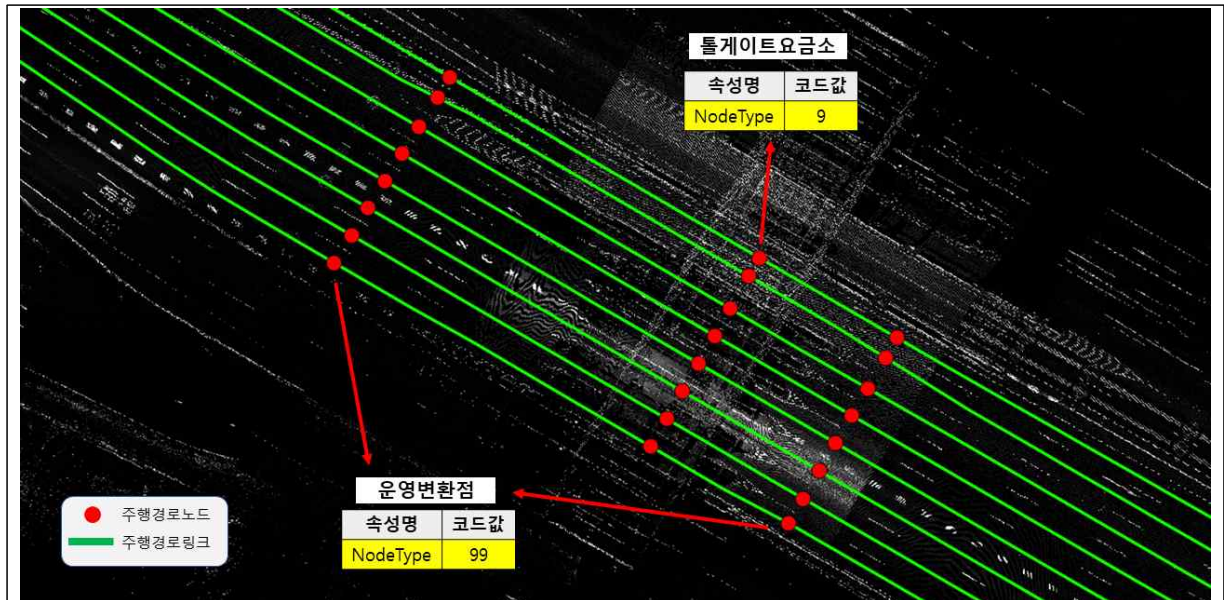 톨게이트요금소
속성명 코드값
NodeType 9
운영변환점
속성명 코드값
NodeType 99
주행경로노드
주행경로링크